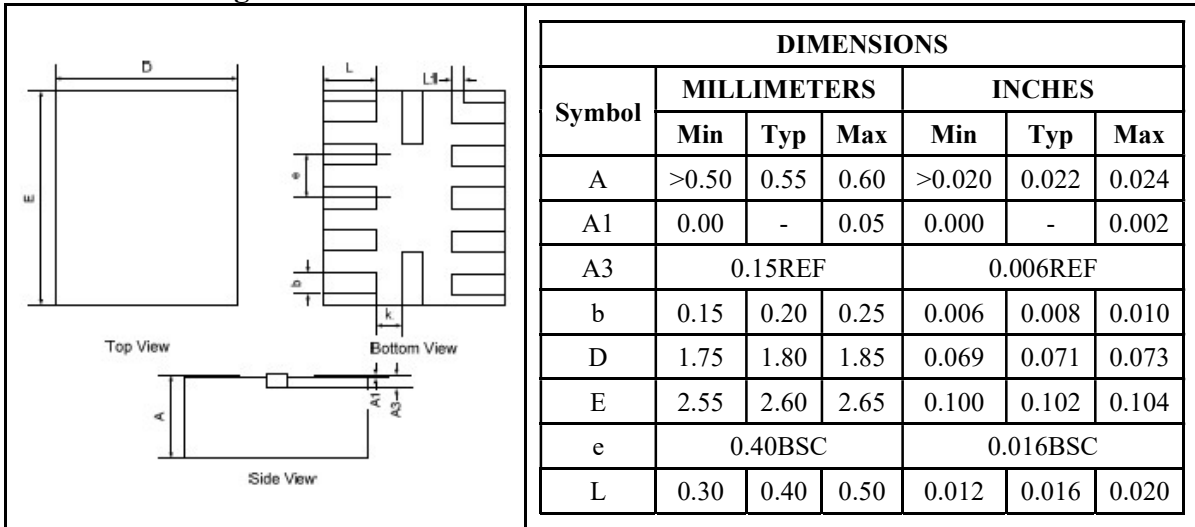 D
E
Top View
L
L1
e
b
k
Bottom View
A
A1
A3
Side View
DIMENSIONS
Symbol MILLIMETERS INCHES
Min Typ Max Min Typ Max
A >0.50 0.55 0.60 >0.020 0.022 0.024
A1 0.00 - 0.05 0.000 - 0.002
A3 0.15REF 0.006REF
b 0.15 0.20 0.25 0.006 0.008 0.010
D 1.75 1.80 1.85 0.069 0.071 0.073
E 2.55 2.60 2.65 0.100 0.102 0.104
e 0.40BSC 0.016BSC
L 0.30 0.40 0.50 0.012 0.016 0.020